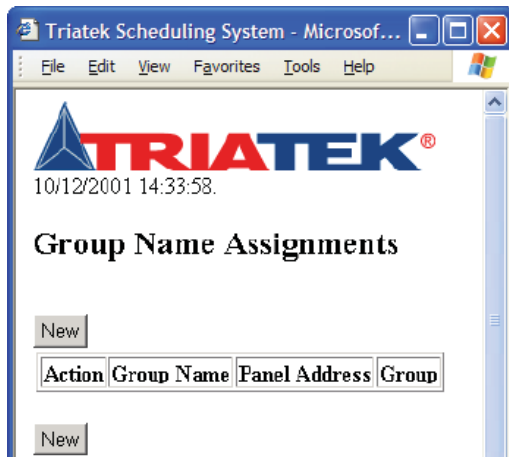 Triatek Scheduling System - Microsof...
File Edit View Favorites Tools Help
TRIATEK®
10/12/2001 14:33:58.
Group Name Assignments
New
Action Group Name Panel Address Group
New